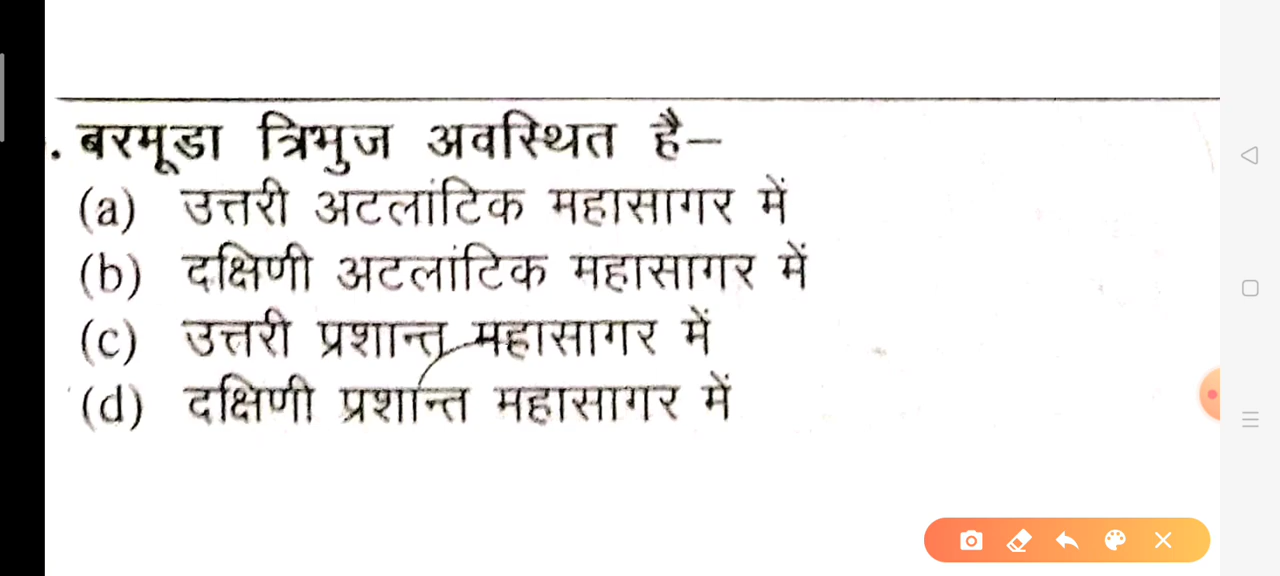 . बरमूडा त्रिभुज अवस्थित है–
(a) उत्तरी अटलांटिक महासागर में
(b) दक्षिणी अटलांटिक महासागर में
(c) उत्तरी प्रशान्त महासागर में
(d) दक्षिणी प्रशान्त महासागर में